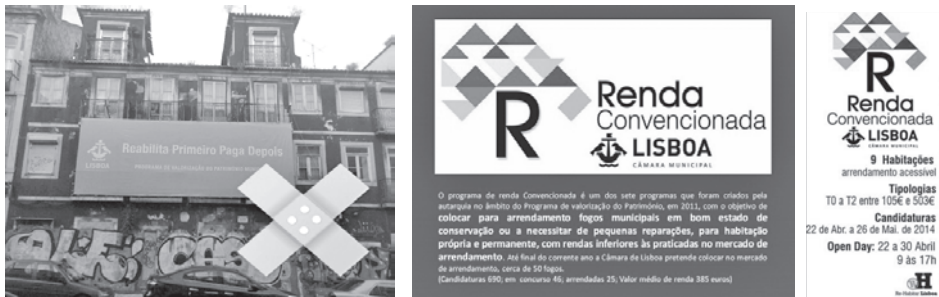 LISBOA
Reabilita Primeiro Paga Depois
R
Renda
Convencionada
LISBOA
CÂMARA MUNICIPAL
O programa de renda Convencionada é um dos sete programas que foram criados pela
autarquia no âmbito do Programa de valorização do Património, em 2011, com o objetivo de
colocar para arrendamento fogos municipais em bom estado de
conservação ou a necessitar de pequenas reparações, para habitação
própria e permanente, com rendas inferiores às praticadas no mercado de
arrendamento. Até final do corrente ano a Câmara de Lisboa pretende colocar no mercado
de arrendamento, cerca de 50 fogos.
(Candidaturas 690; em concurso 46; arrendadas 25; Valor médio de renda 385 euros)
R
Renda
Convencionada
LISBOA
CÂMARA MUNICIPAL
9 Habitações
arrendamento acessível
Tipologias
T0 a T2 entre 105€ e 503€
Candidaturas
22 de Abr. a 26 de Mai. de 2014
Open Day: 22 a 30 Abril
9 às 17h
H
Re-Habitar Lisboa